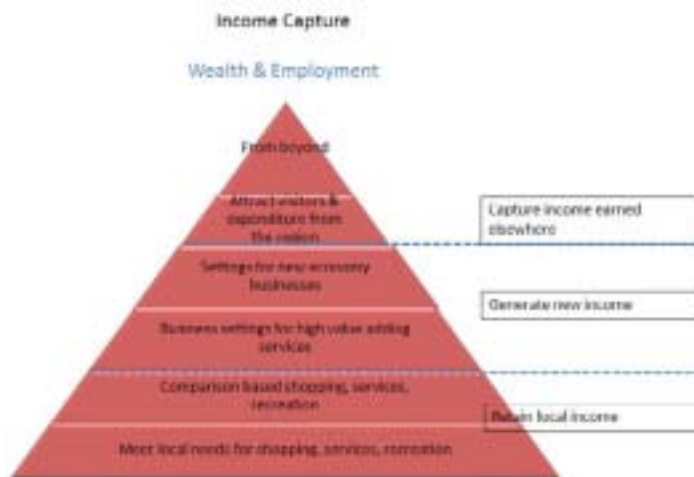 Income Capture
Wealth & Employment
From beyond
Attract visitors &
expenditure from
the region
Capture income earned
elsewhere
Settings for new economy
businesses
Generate new income
Business settings for high value adding
services
Comparison based shopping, services,
recreation
Retain local income
Meet local needs for shopping, services, recreation